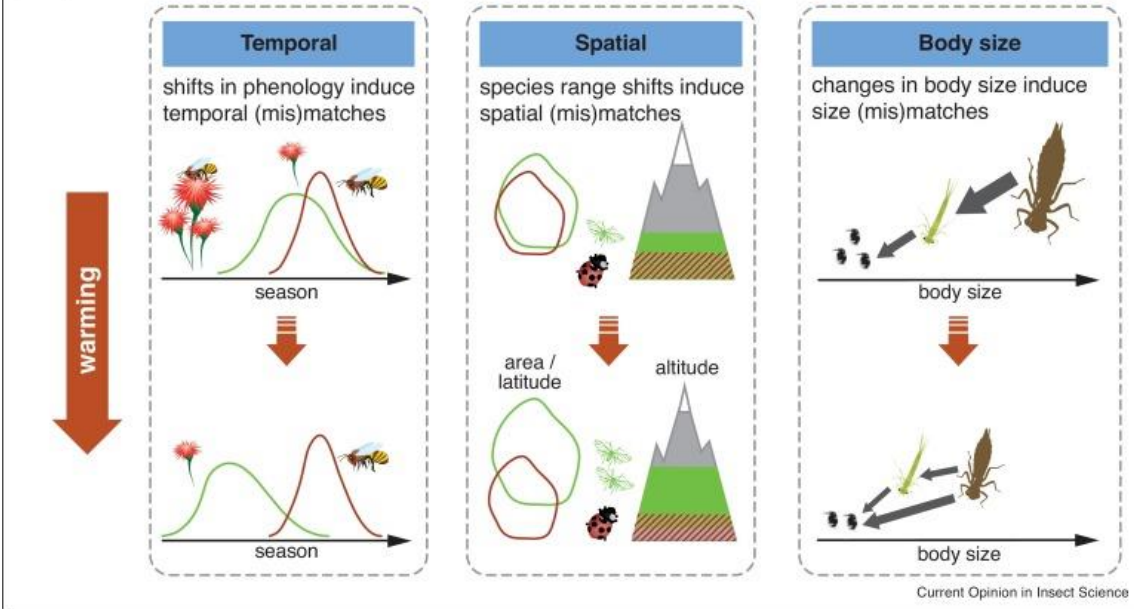 Temporal
shifts in phenology induce
temporal (mis)matches
season
season
Spatial
species range shifts induce
spatial (mis)matches
area /
latitude
altitude
Body size
changes in body size induce
size (mis)matches
body size
body size
warming
Current Opinion in Insect Science